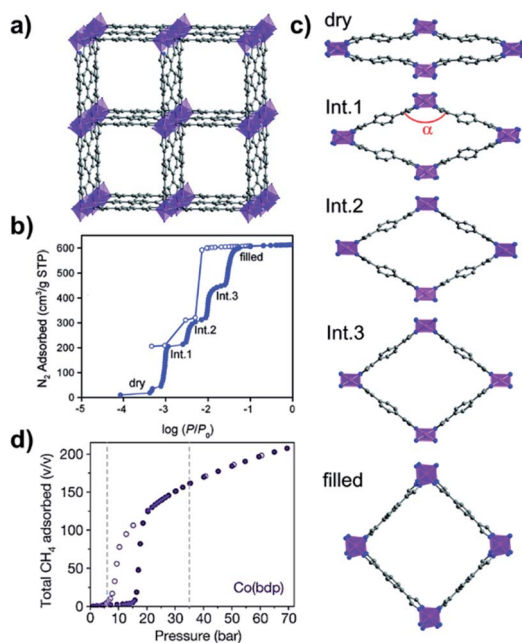 a)
b)
N₂ Adsorbed (cm³/g STP)
600
500
400
300
200
100
0
dry
Int.1
Int.2
Int.3
filled
-5
-4
-3
-2
-1
0
log (P/P₀)
d)
Total CH₄ adsorbed (v/v)
200
150
100
50
0
Co(bdp)
0
10
20
30
40
50
60
70
Pressure (bar)
c)
dry
Int.1
α
Int.2
Int.3
filled